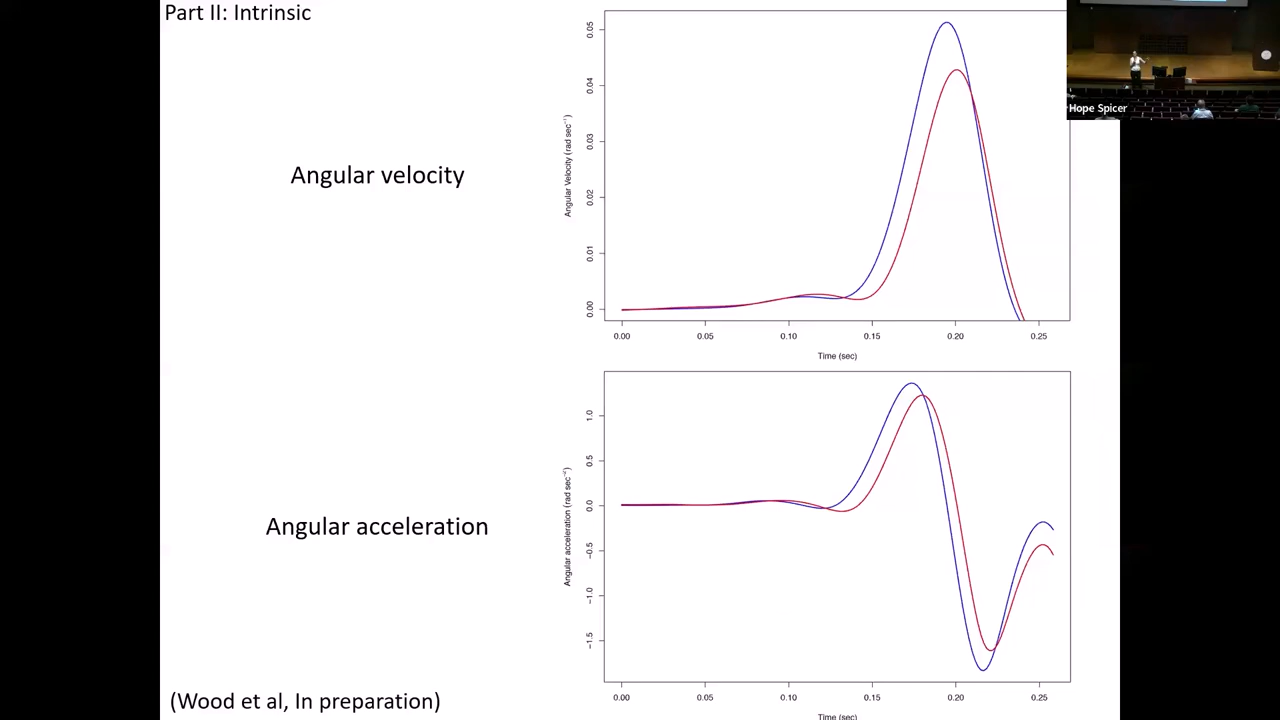 Part II: Intrinsic
Hope Spicer
Angular velocity
Angular Velocity (rad sec⁻¹)
0.05
0.04
0.03
0.02
0.01
0.00
0.00 0.05 0.10 0.15 0.20 0.25
Time (sec)
Angular acceleration
Angular acceleration (rad sec⁻²)
1.0
0.5
0.0
−0.5
−1.0
−1.5
0.00 0.05 0.10 0.15 0.20 0.25
Time (sec)
(Wood et al, In preparation)